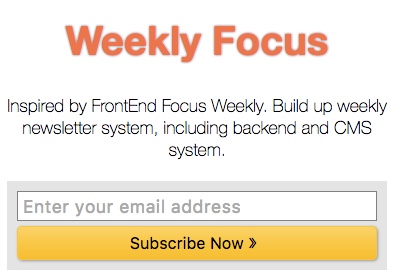 Weekly Focus
Inspired by FrontEnd Focus Weekly. Build up weekly
newsletter system, including backend and CMS
system.
Enter your email address
Subscribe Now »